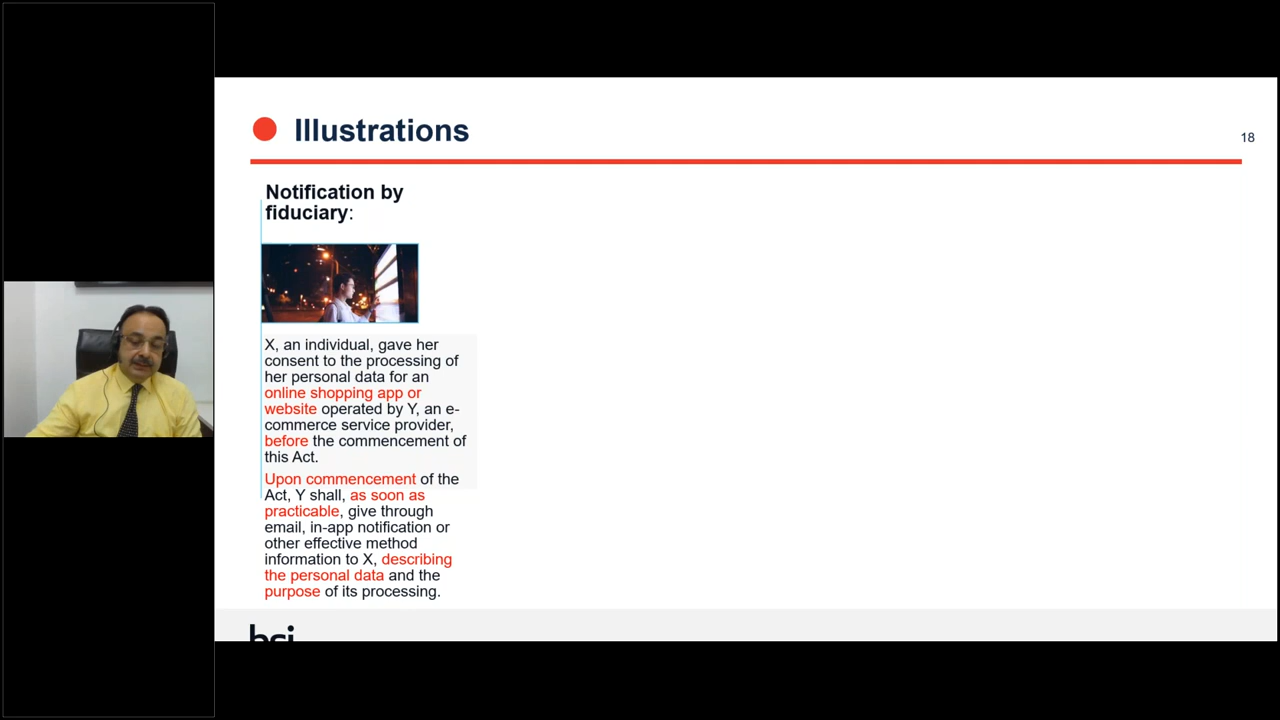 Illustrations
18
Notification by
fiduciary:
X, an individual, gave her
consent to the processing of
her personal data for an
online shopping app or
website operated by Y, an e-
commerce service provider,
before the commencement of
this Act.
Upon commencement of the
Act, Y shall, as soon as
practicable, give through
email, in-app notification or
other effective method
information to X, describing
the personal data and the
purpose of its processing.
bsi